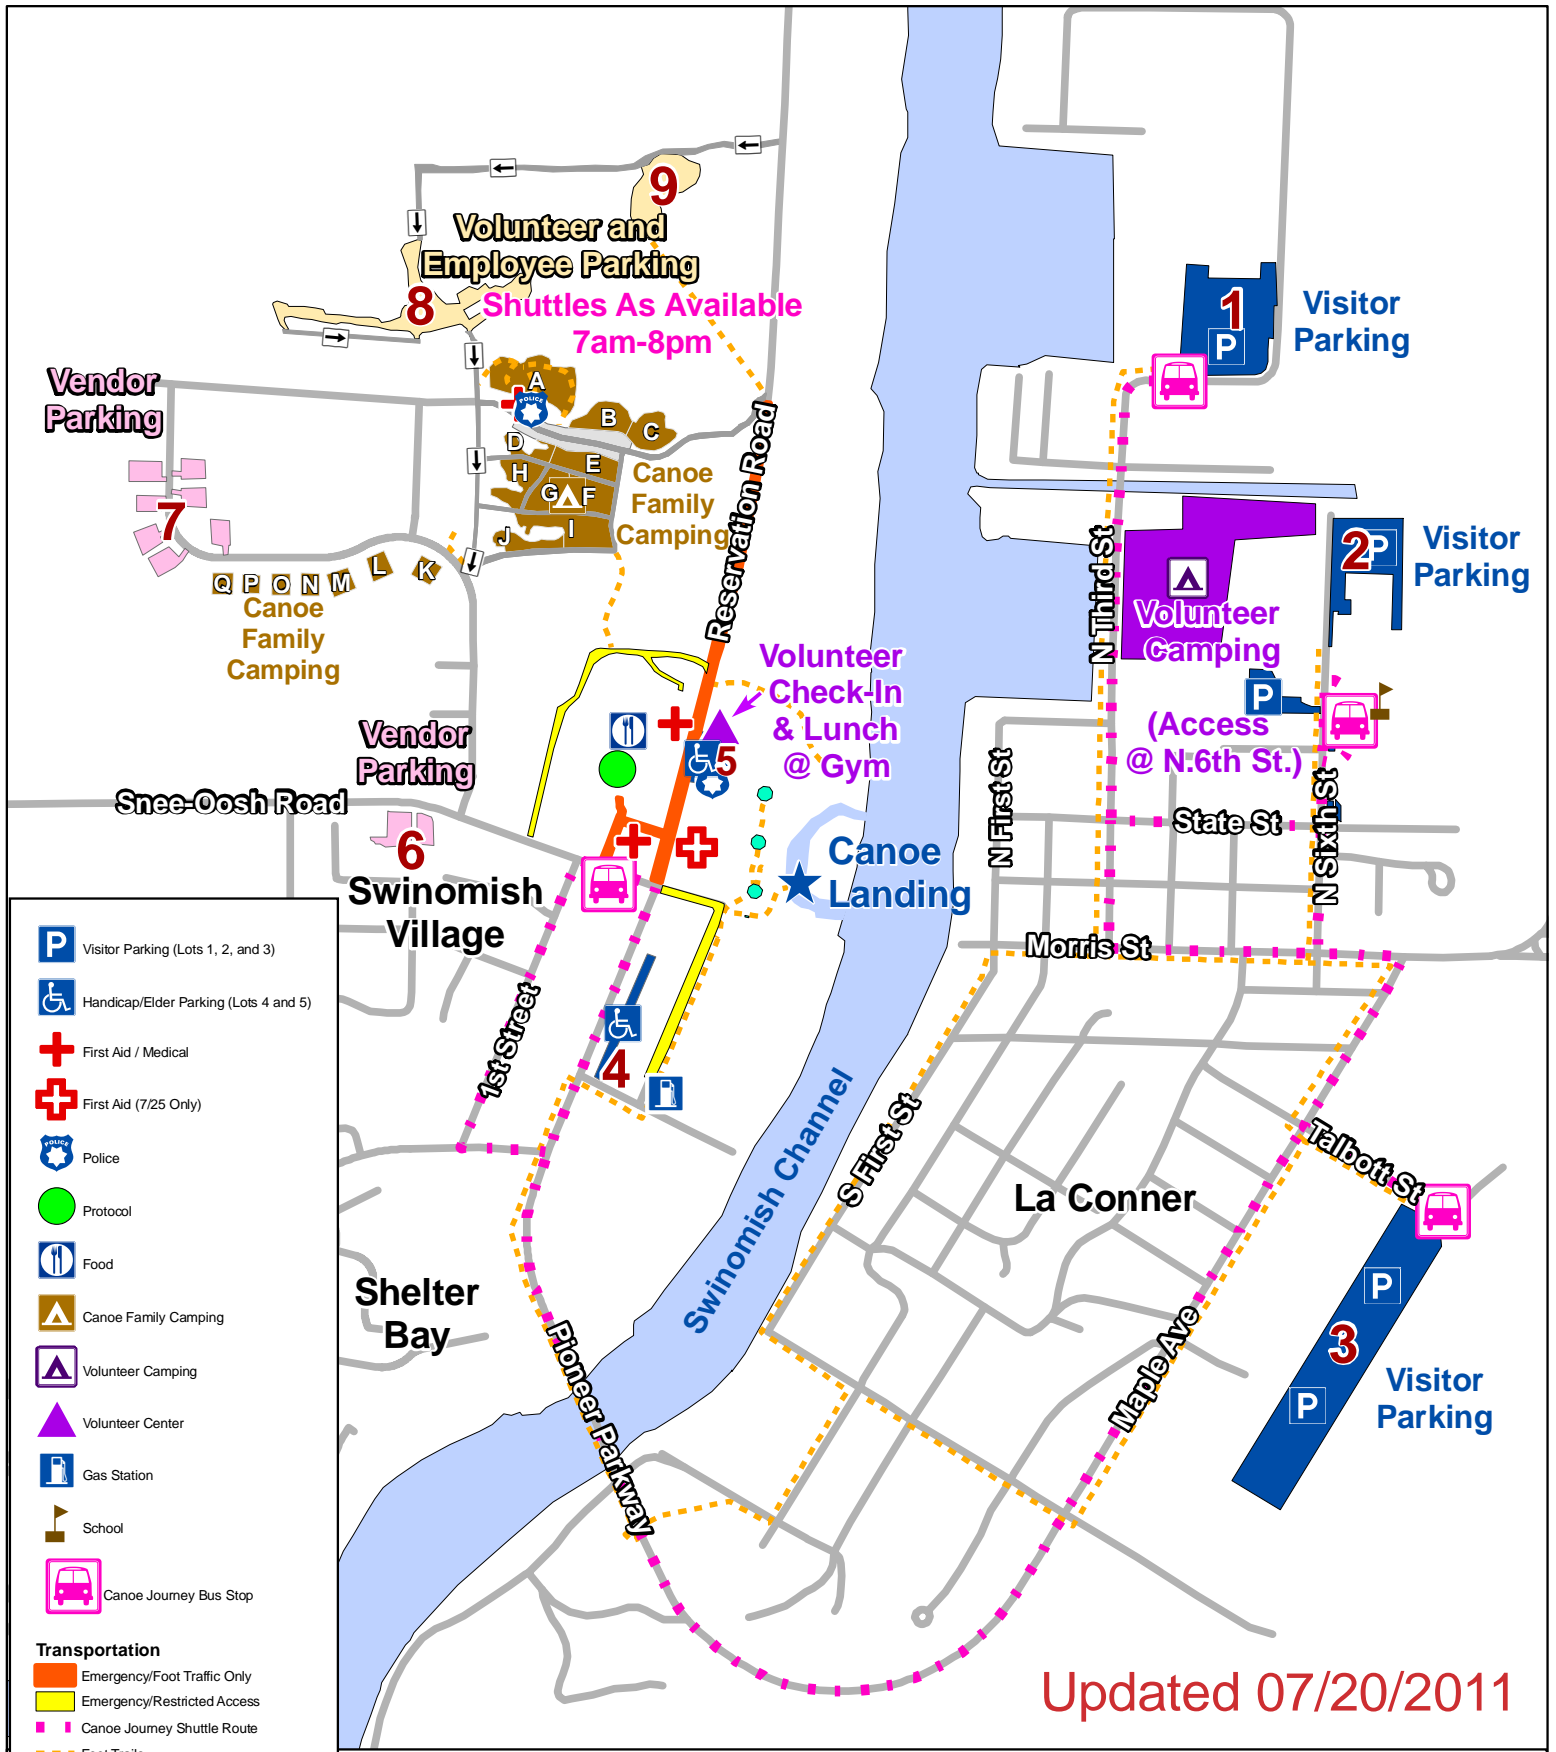 9
Volunteer and
Employee Parking
8
Shuttles As Available
7am-8pm
1
P
Visitor
Parking
Vendor
Parking
A
POLICE
B
C
D
E
H
G
F
J
I
Canoe
Family
Camping
Reservation Road
7
Q
P
O
N
M
L
K
Canoe
Family
Camping
N Third St
2
P
Visitor
Parking
Volunteer
Camping
P
(Access
@ N.6th St.)
Volunteer
Check-In
& Lunch
@ Gym
5
Vendor
Parking
Snee-Oosh Road
6
N First St
State St
N Sixth St
Canoe
Landing
Swinomish
Village
Morris St
1st Street
4
Swinomish Channel
S First St
La Conner
Talbott St
Shelter
Bay
Pioneer Parkway
Maple Ave
P
3
P
Visitor
Parking
P
Visitor Parking (Lots 1, 2, and 3)
Handicap/Elder Parking (Lots 4 and 5)
First Aid / Medical
First Aid (7/25 Only)
POLICE
Police
Protocol
Food
Canoe Family Camping
Volunteer Camping
Volunteer Center
Gas Station
School
Canoe Journey Bus Stop
Transportation
Emergency/Foot Traffic Only
Emergency/Restricted Access
Canoe Journey Shuttle Route
Updated 07/20/2011